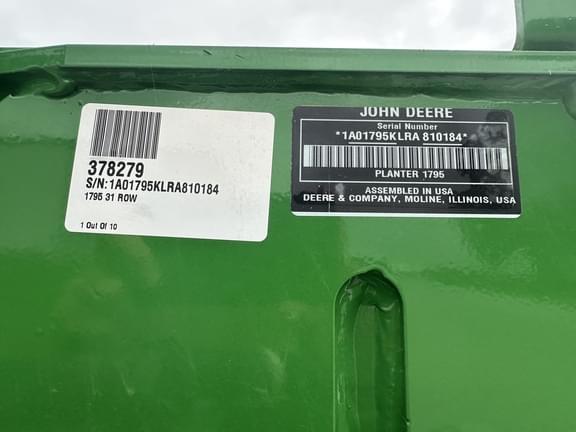 378279
S/N:1A01795KLRA810184
1795 31 ROW
1 Out Of 10
JOHN DEERE
Serial Number
*1A01795KLRA 810184*
PLANTER 1795
ASSEMBLED IN USA
DEERE & COMPANY, MOLINE, ILLINOIS, USA